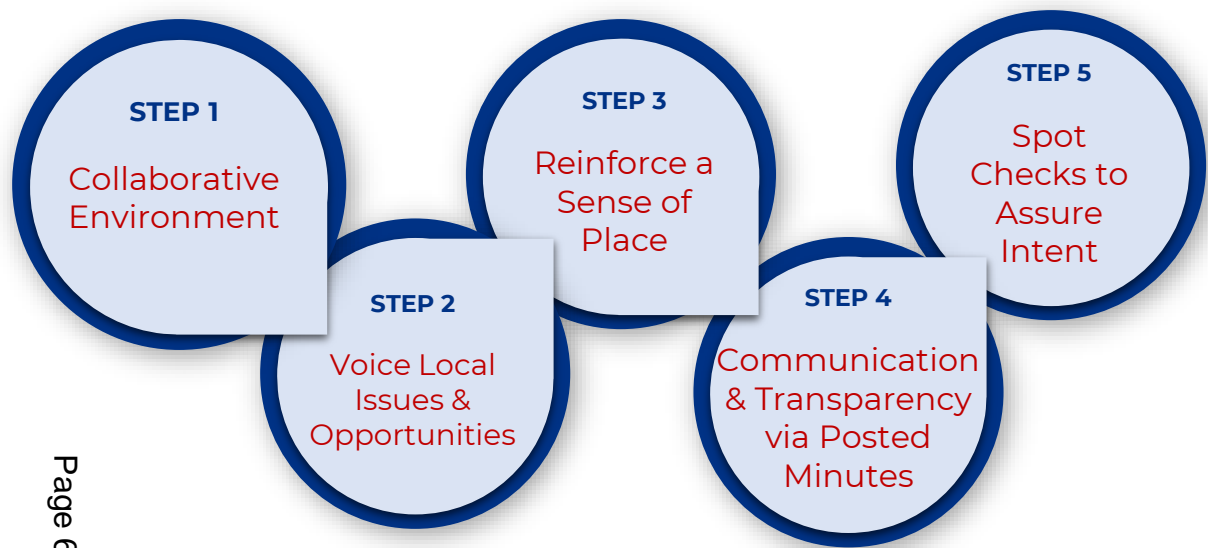 STEP 1
Collaborative
Environment
STEP 2
Voice Local
Issues &
Opportunities
STEP 3
Reinforce a
Sense of
Place
STEP 4
Communication
& Transparency
via Posted
Minutes
STEP 5
Spot
Checks to
Assure
Intent
Page